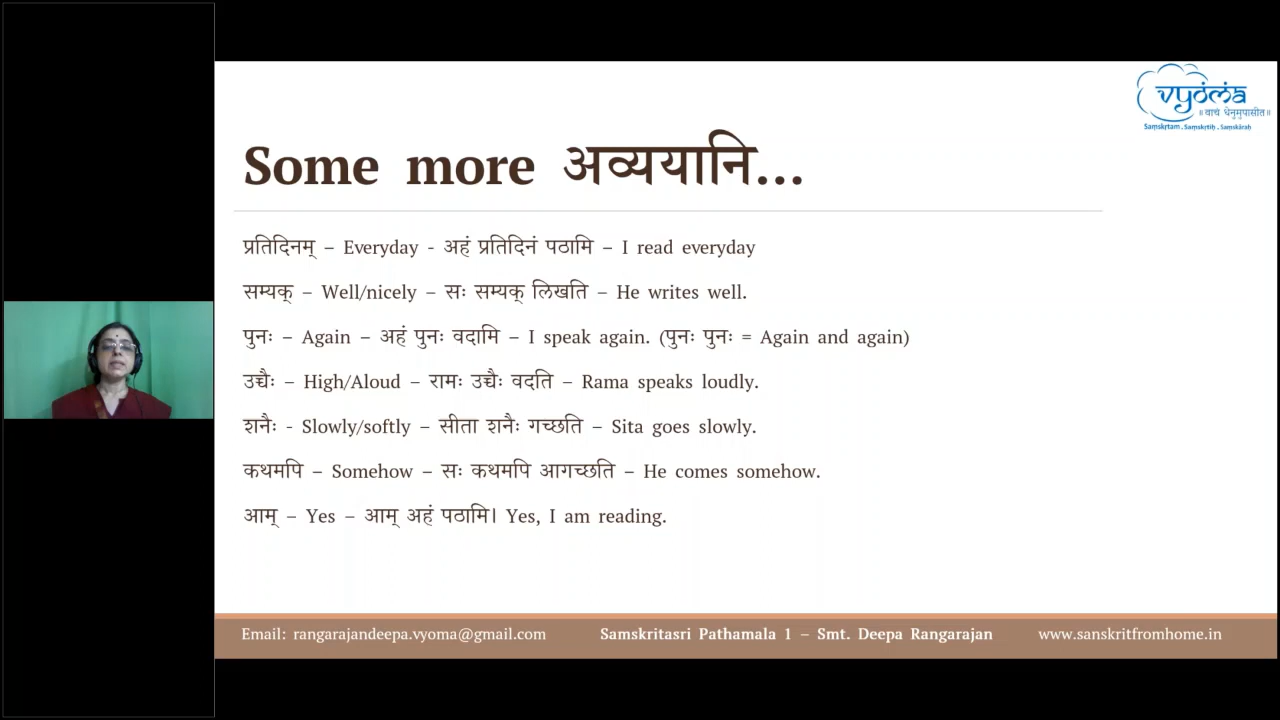 vyoma
॥ वाचं धेनुमुपासीत॥
Saṃskṛtam . Saṃskṛtiḥ . Saṃskāraḥ
Some more अव्ययानि...
प्रतिदिनम् – Everyday - अहं प्रतिदिनं पठामि – I read everyday
सम्यक् – Well/nicely – सः सम्यक् लिखति – He writes well.
पुनः – Again – अहं पुनः वदामि – I speak again. (पुनः पुनः = Again and again)
उच्चैः – High/Aloud – रामः उच्चैः वदति – Rama speaks loudly.
शनैः - Slowly/softly – सीता शनैः गच्छति – Sita goes slowly.
कथमपि – Somehow – सः कथमपि आगच्छति – He comes somehow.
आम् – Yes – आम् अहं पठामि। Yes, I am reading.
Email: rangarajandeepa.vyoma@gmail.com Samskritasri Pathamala 1 – Smt. Deepa Rangarajan www.sanskritfromhome.in